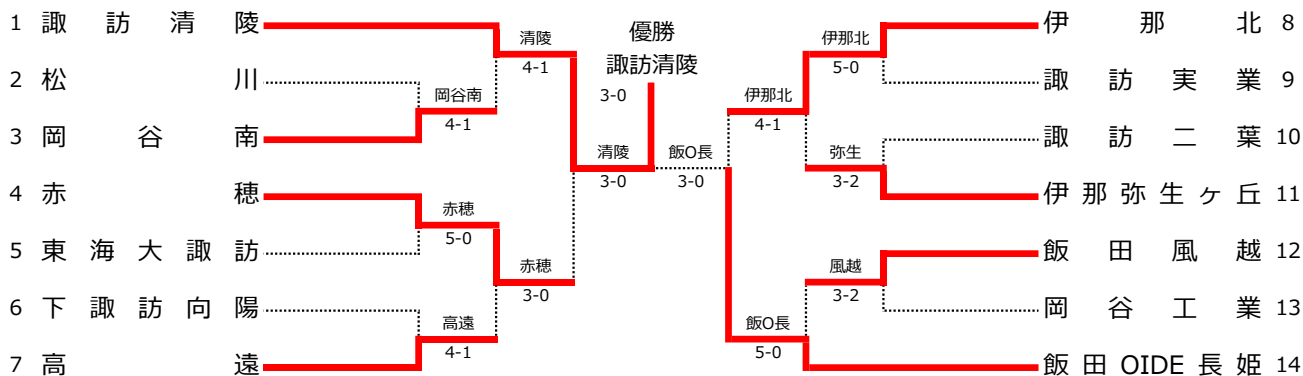 1 諏訪清陵
2 松川
3 岡谷南
4 赤穂
5 東海大諏訪
6 下諏訪向陽
7 高遠
岡谷南
4-1
赤穂
5-0
高遠
4-1
清陵
4-1
赤穂
3-0
清陵
3-0
優勝
諏訪清陵
3-0
飯O長
3-0
伊那北
4-1
飯O長
5-0
伊那北
5-0
弥生
3-2
風越
3-2
伊那北 8
諏訪実業 9
諏訪二葉 10
伊那弥生ヶ丘 11
飯田風越 12
岡谷工業 13
飯田OIDE長姫 14